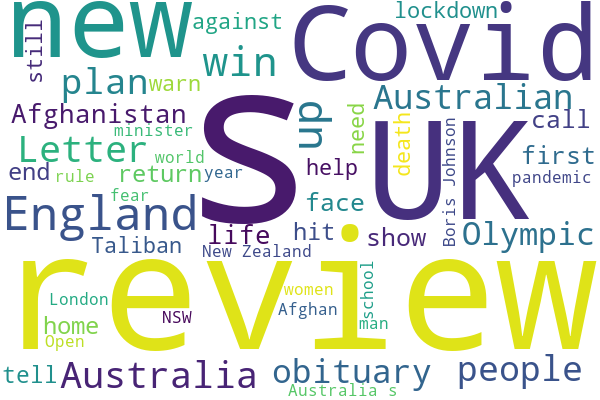 new
still
against
lockdown
Covid
win
plan
warn
Australian
Afghanistan
minister
S
up
need
death
UK
call
Letter
world
help
first
end
rule
return
year
pandemic
fear
face
England
life
hit
show
Boris Johnson
Olympic
Taliban
New Zealand
review
London
NSW
women
Afghan
school
man
home
Open
tell
Australia
obituary
people
Australia s